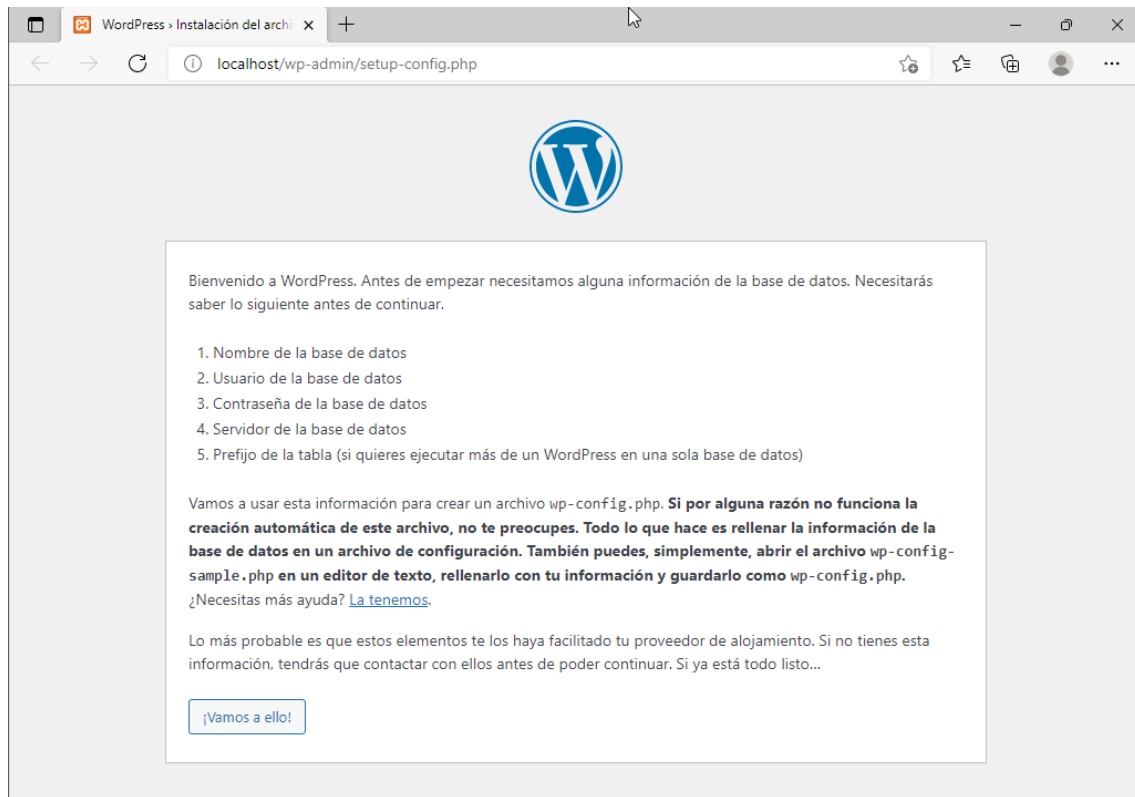 WordPress › Instalación del archi
localhost/wp-admin/setup-config.php
Bienvenido a WordPress. Antes de empezar necesitamos alguna información de la base de datos. Necesitarás
saber lo siguiente antes de continuar.
1. Nombre de la base de datos
2. Usuario de la base de datos
3. Contraseña de la base de datos
4. Servidor de la base de datos
5. Prefijo de la tabla (si quieres ejecutar más de un WordPress en una sola base de datos)
Vamos a usar esta información para crear un archivo wp-config.php. Si por alguna razón no funciona la
creación automática de este archivo, no te preocupes. Todo lo que hace es rellenar la información de la
base de datos en un archivo de configuración. También puedes, simplemente, abrir el archivo wp-config-
sample.php en un editor de texto, rellenarlo con tu información y guardarlo como wp-config.php.
¿Necesitas más ayuda? La tenemos.
Lo más probable es que estos elementos te los haya facilitado tu proveedor de alojamiento. Si no tienes esta
información, tendrás que contactar con ellos antes de poder continuar. Si ya está todo listo...
¡Vamos a ello!